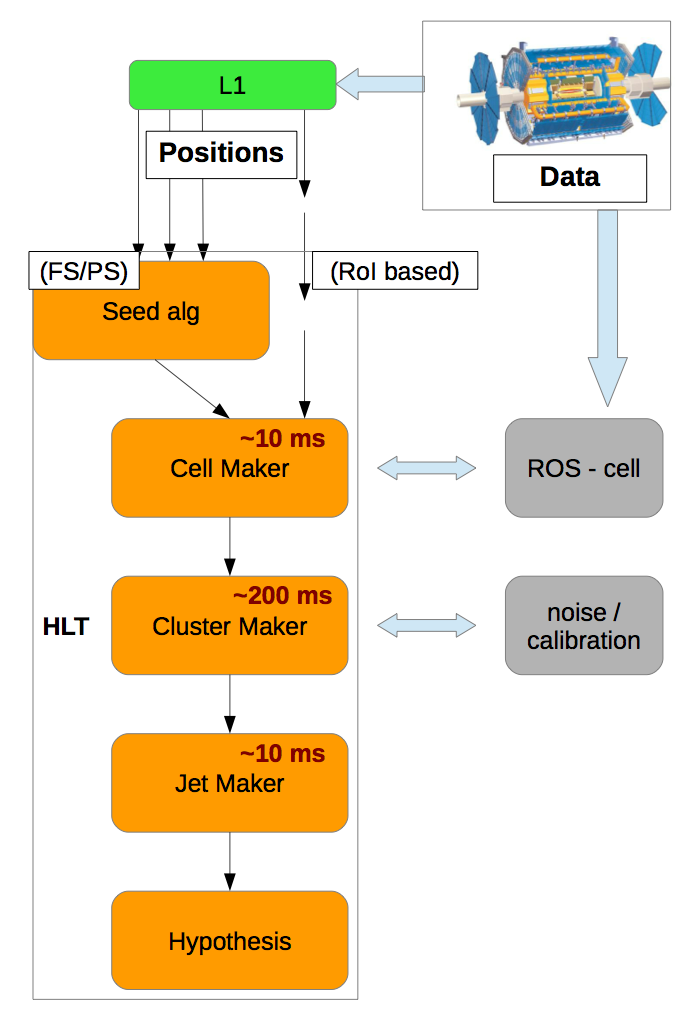 L1
Positions
Data
(FS/PS)
(RoI based)
Seed alg
~10 ms
Cell Maker
ROS - cell
~200 ms
HLT
Cluster Maker
noise /
calibration
~10 ms
Jet Maker
Hypothesis